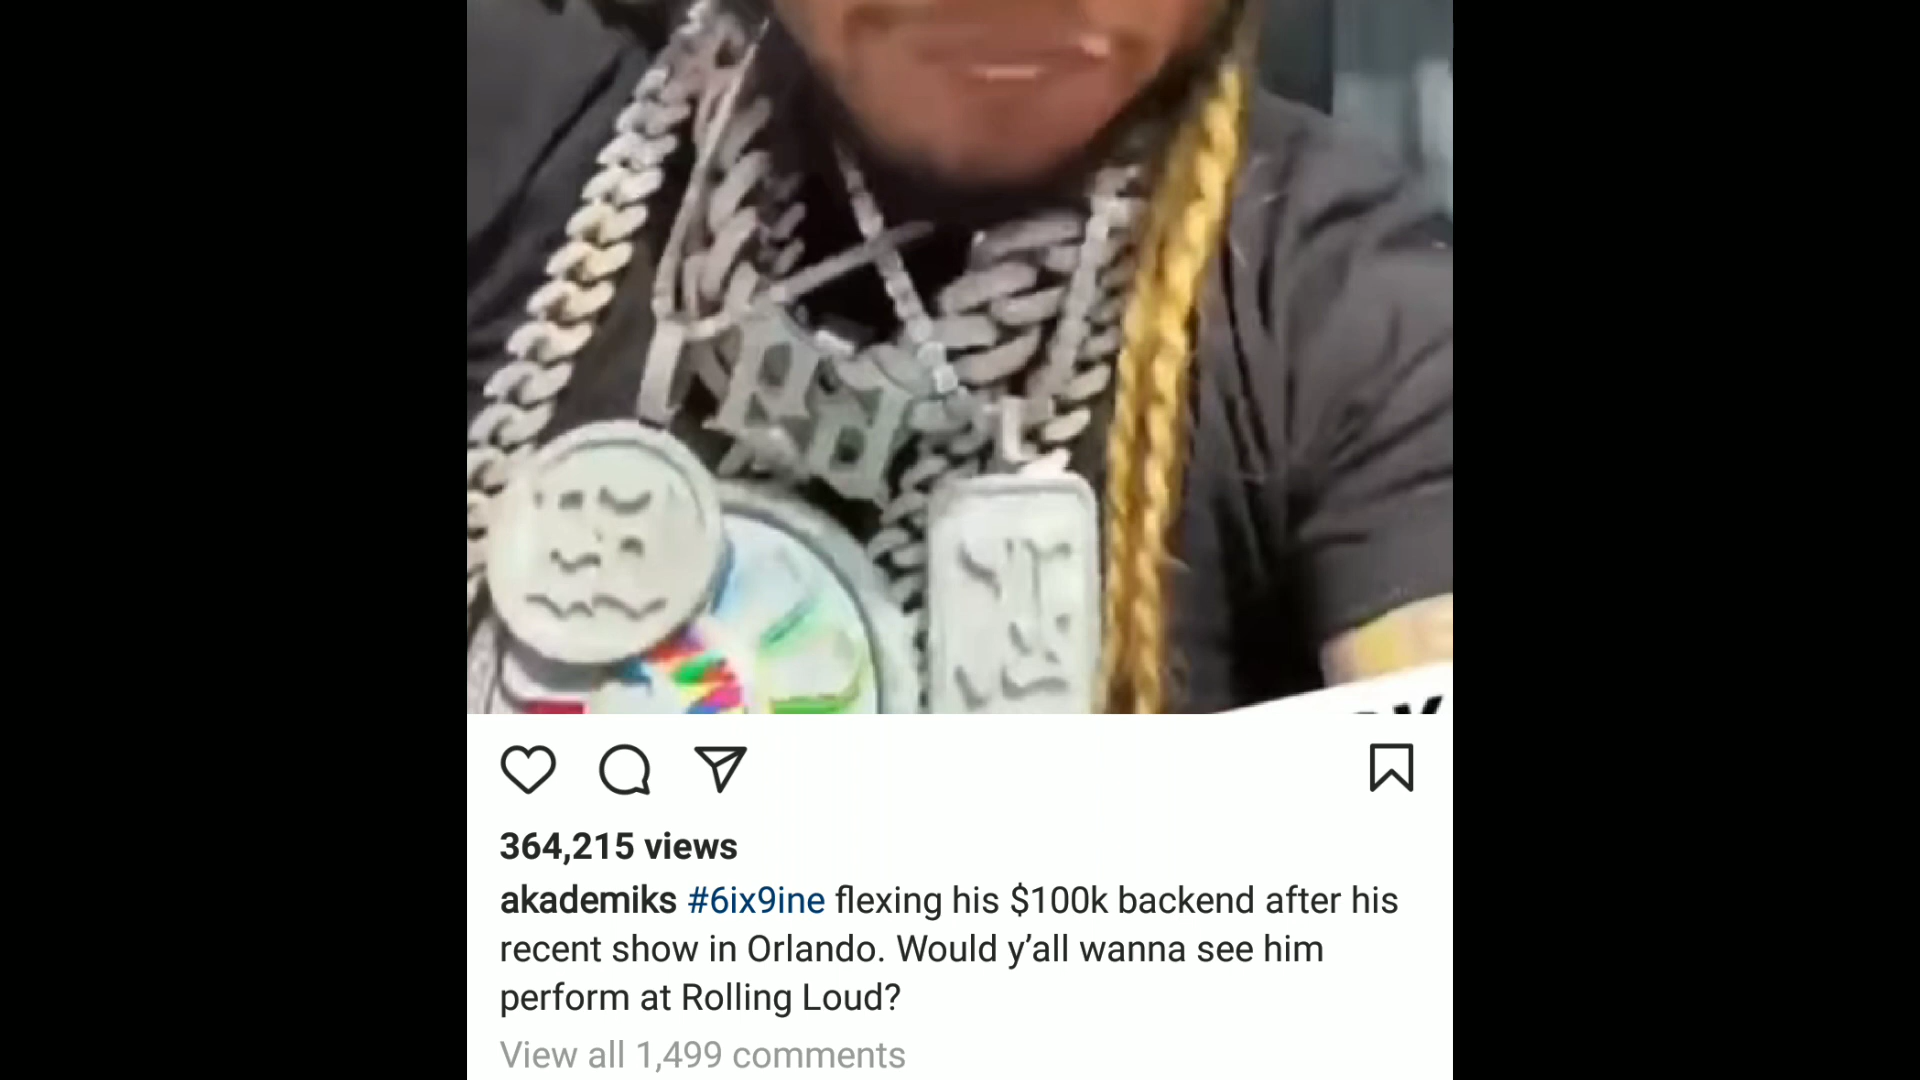 364,215 views
akademiks #6ix9ine flexing his $100k backend after his
recent show in Orlando. Would y’all wanna see him
perform at Rolling Loud?
View all 1,499 comments